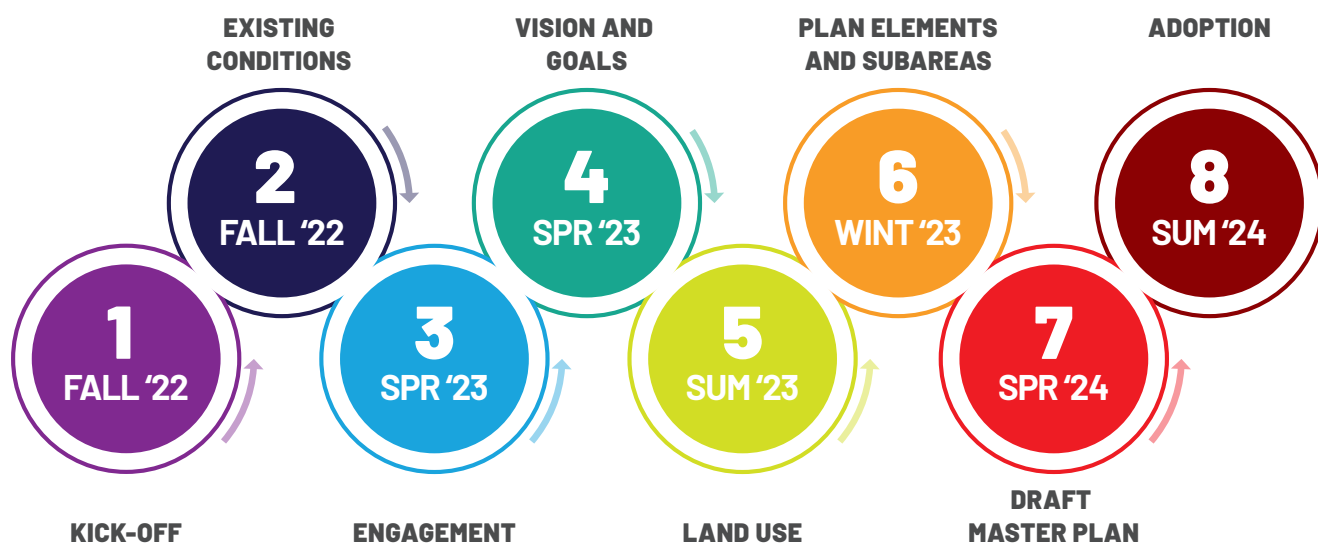 EXISTING
CONDITIONS
VISION AND
GOALS
PLAN ELEMENTS
AND SUBAREAS
ADOPTION
2
FALL ‘22
4
SPR ‘23
6
WINT ‘23
8
SUM ‘24
1
FALL ‘22
3
SPR ‘23
5
SUM ‘23
7
SPR ‘24
KICK-OFF
ENGAGEMENT
LAND USE
DRAFT
MASTER PLAN